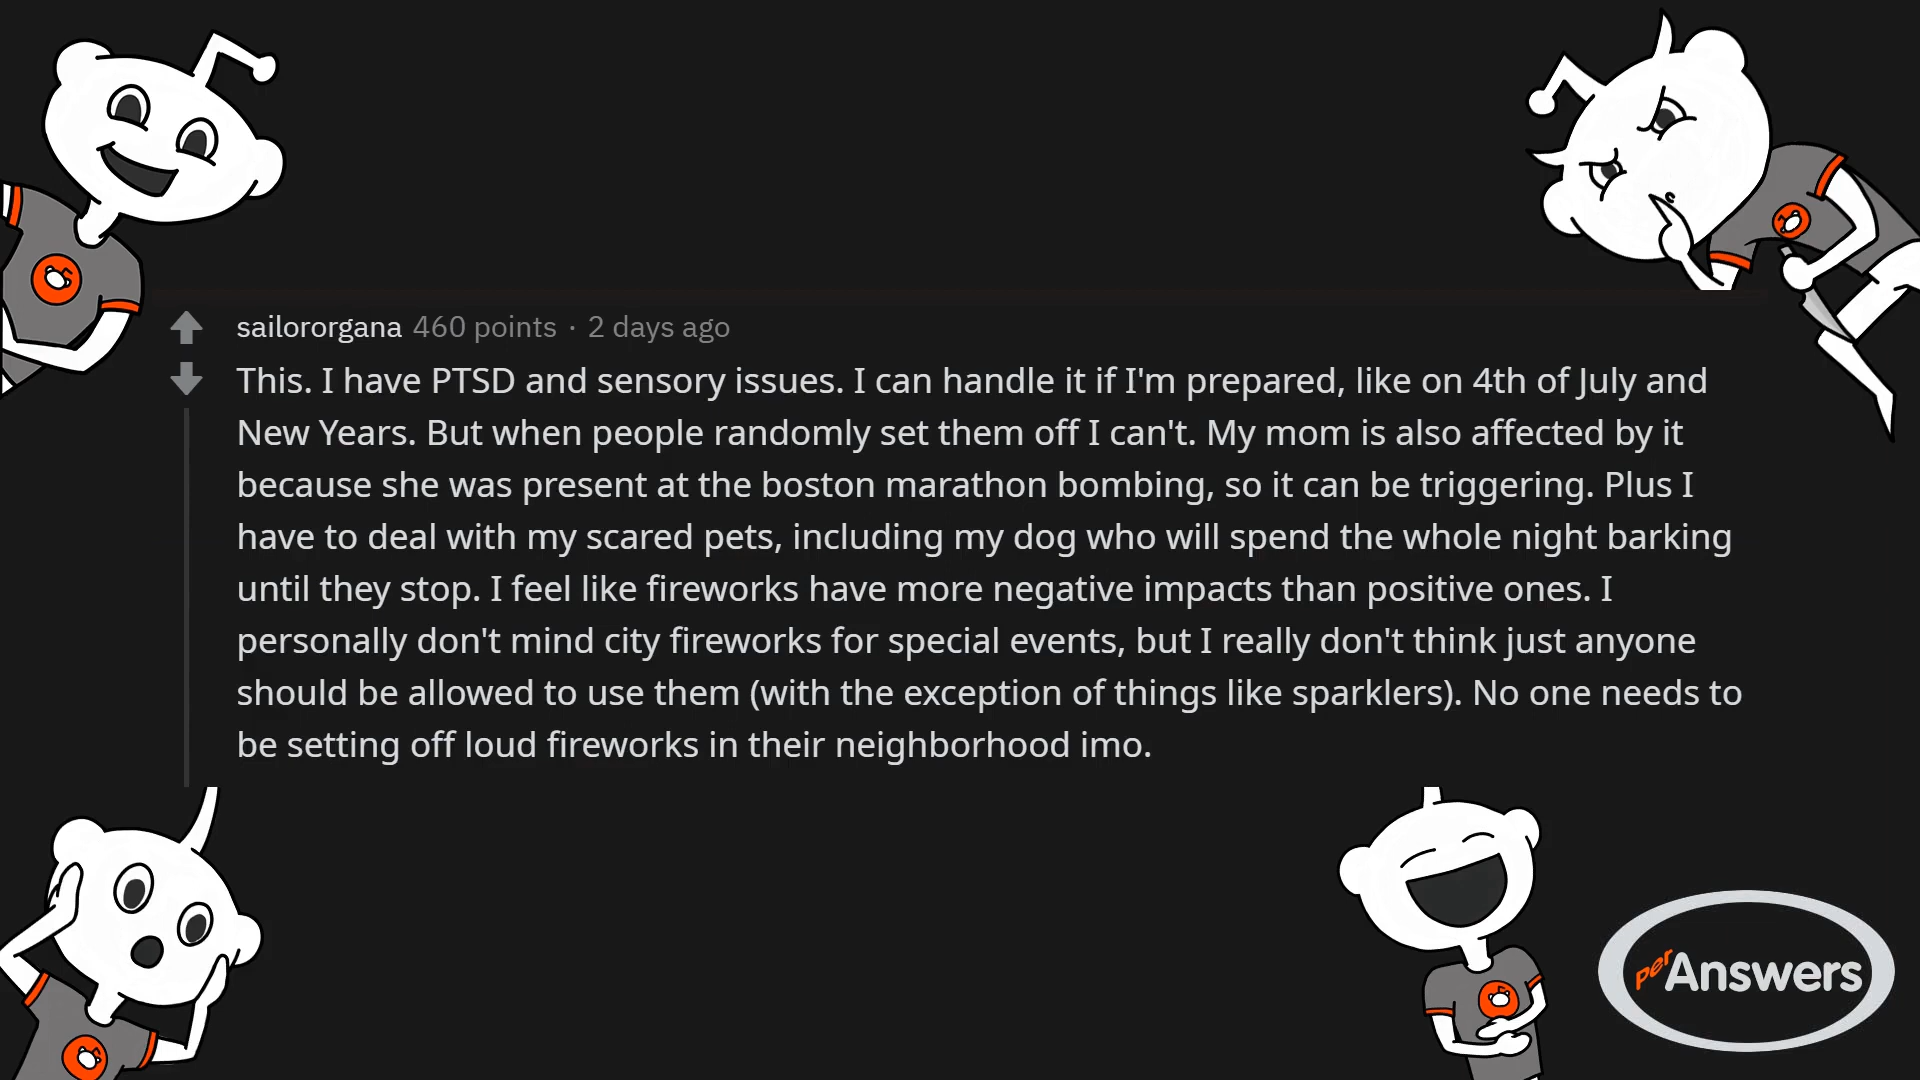 sailororgana 460 points · 2 days ago
This. I have PTSD and sensory issues. I can handle it if I'm prepared, like on 4th of July and
New Years. But when people randomly set them off I can't. My mom is also affected by it
because she was present at the boston marathon bombing, so it can be triggering. Plus I
have to deal with my scared pets, including my dog who will spend the whole night barking
until they stop. I feel like fireworks have more negative impacts than positive ones. I
personally don't mind city fireworks for special events, but I really don't think just anyone
should be allowed to use them (with the exception of things like sparklers). No one needs to
be setting off loud fireworks in their neighborhood imo.
perAnswers